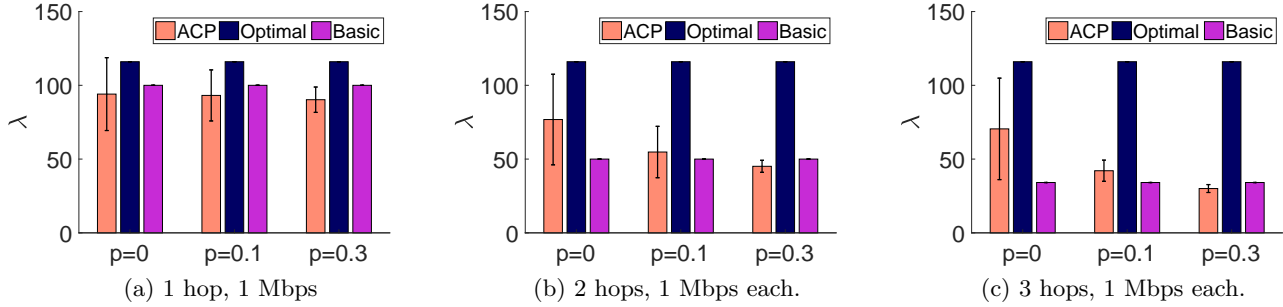 150
100
50
0
λ
ACP Optimal Basic
p=0 p=0.1 p=0.3
(a) 1 hop, 1 Mbps
150
100
50
0
λ
ACP Optimal Basic
p=0 p=0.1 p=0.3
(b) 2 hops, 1 Mbps each.
150
100
50
0
λ
ACP Optimal Basic
p=0 p=0.1 p=0.3
(c) 3 hops, 1 Mbps each.